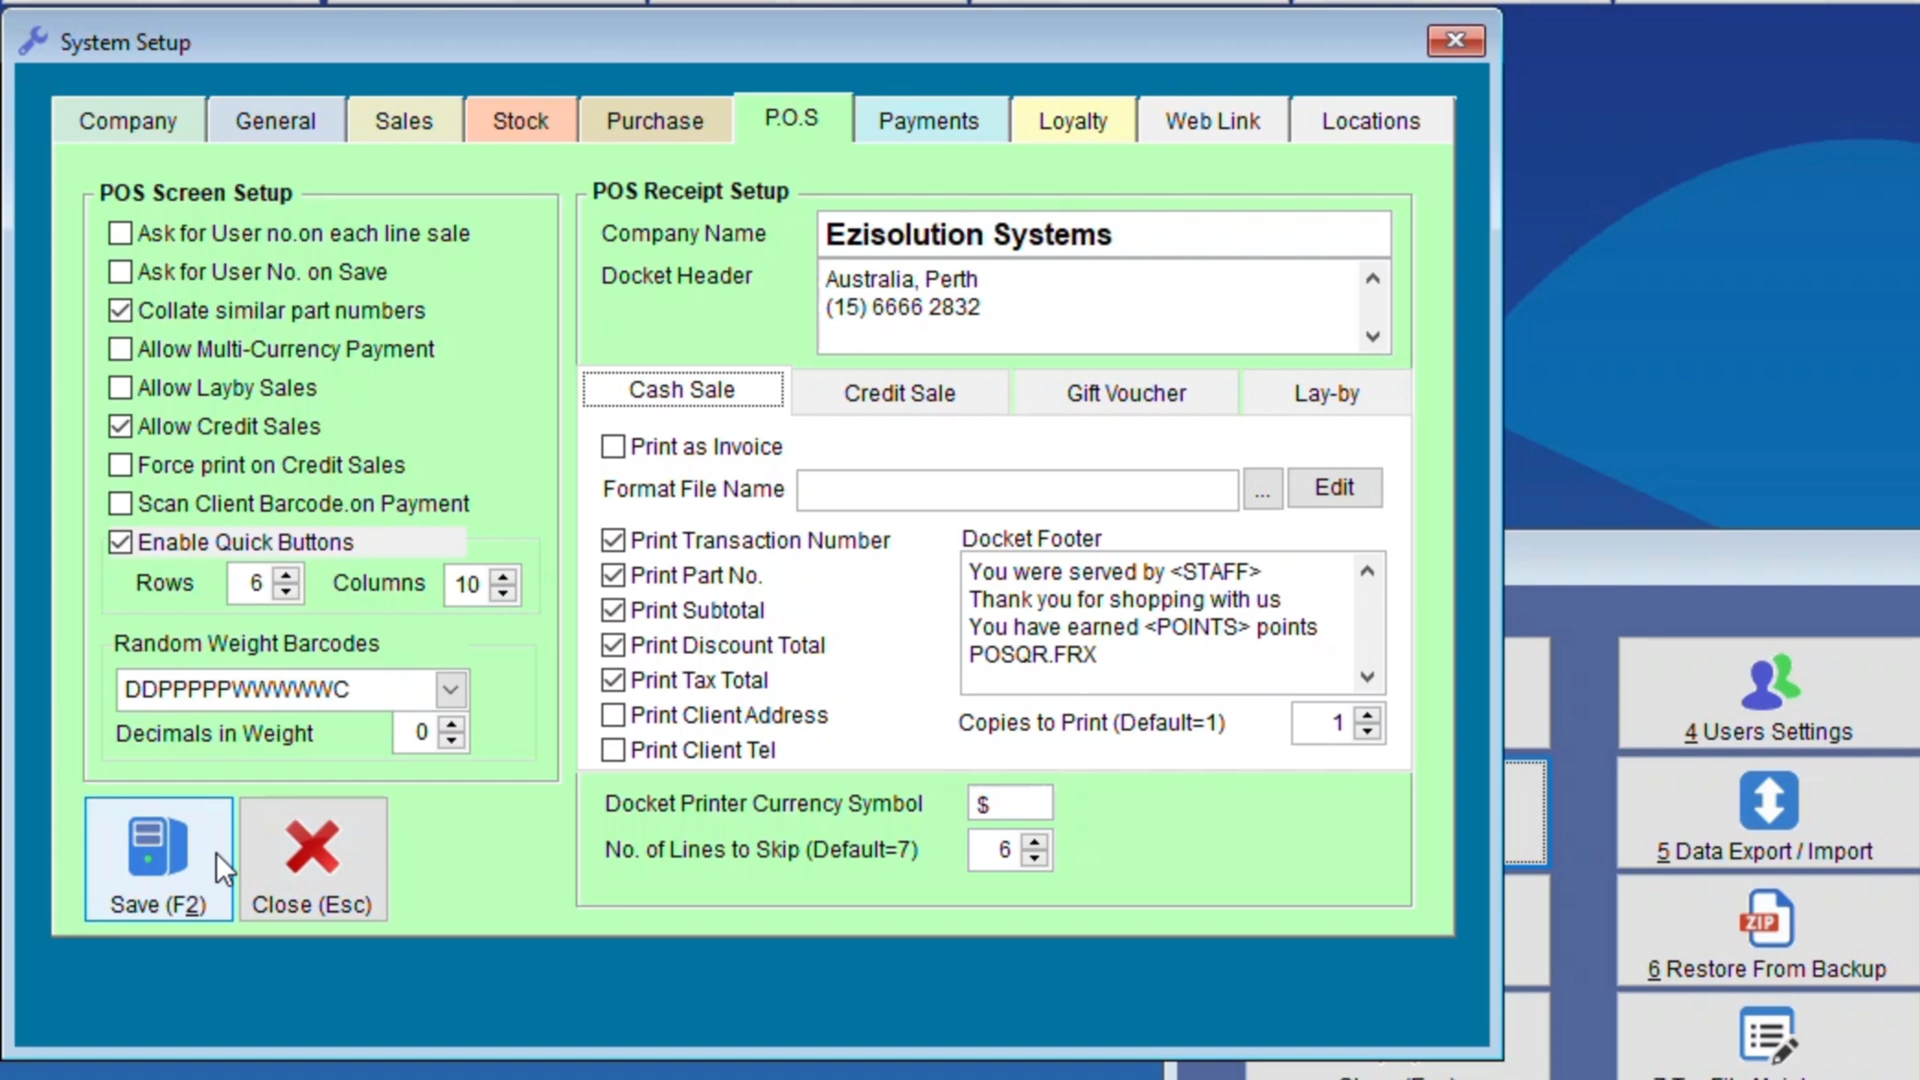 System Setup
Company
General
Sales
Stock
Purchase
P.O.S
Payments
Loyalty
Web Link
Locations
POS Screen Setup
Ask for User no.on each line sale
Ask for User No. on Save
Collate similar part numbers
Allow Multi-Currency Payment
Allow Layby Sales
Allow Credit Sales
Force print on Credit Sales
Scan Client Barcode.on Payment
Enable Quick Buttons
Rows 6 Columns 10
Random Weight Barcodes
DDPPPPPWWWWWC
Decimals in Weight 0
Save (F2)
Close (Esc)
POS Receipt Setup
Company Name Ezisolution Systems
Docket Header Australia, Perth
(15) 6666 2832
Cash Sale
Credit Sale
Gift Voucher
Lay-by
Print as Invoice
Format File Name ... Edit
Print Transaction Number
Print Part No.
Print Subtotal
Print Discount Total
Print Tax Total
Print Client Address
Print Client Tel
Docket Footer
You were served by <STAFF>
Thank you for shopping with us
You have earned <POINTS> points
POSQR.FRX
Copies to Print (Default=1) 1
Docket Printer Currency Symbol $
No. of Lines to Skip (Default=7) 6
4 Users Settings
5 Data Export / Import
ZIP
6 Restore From Backup